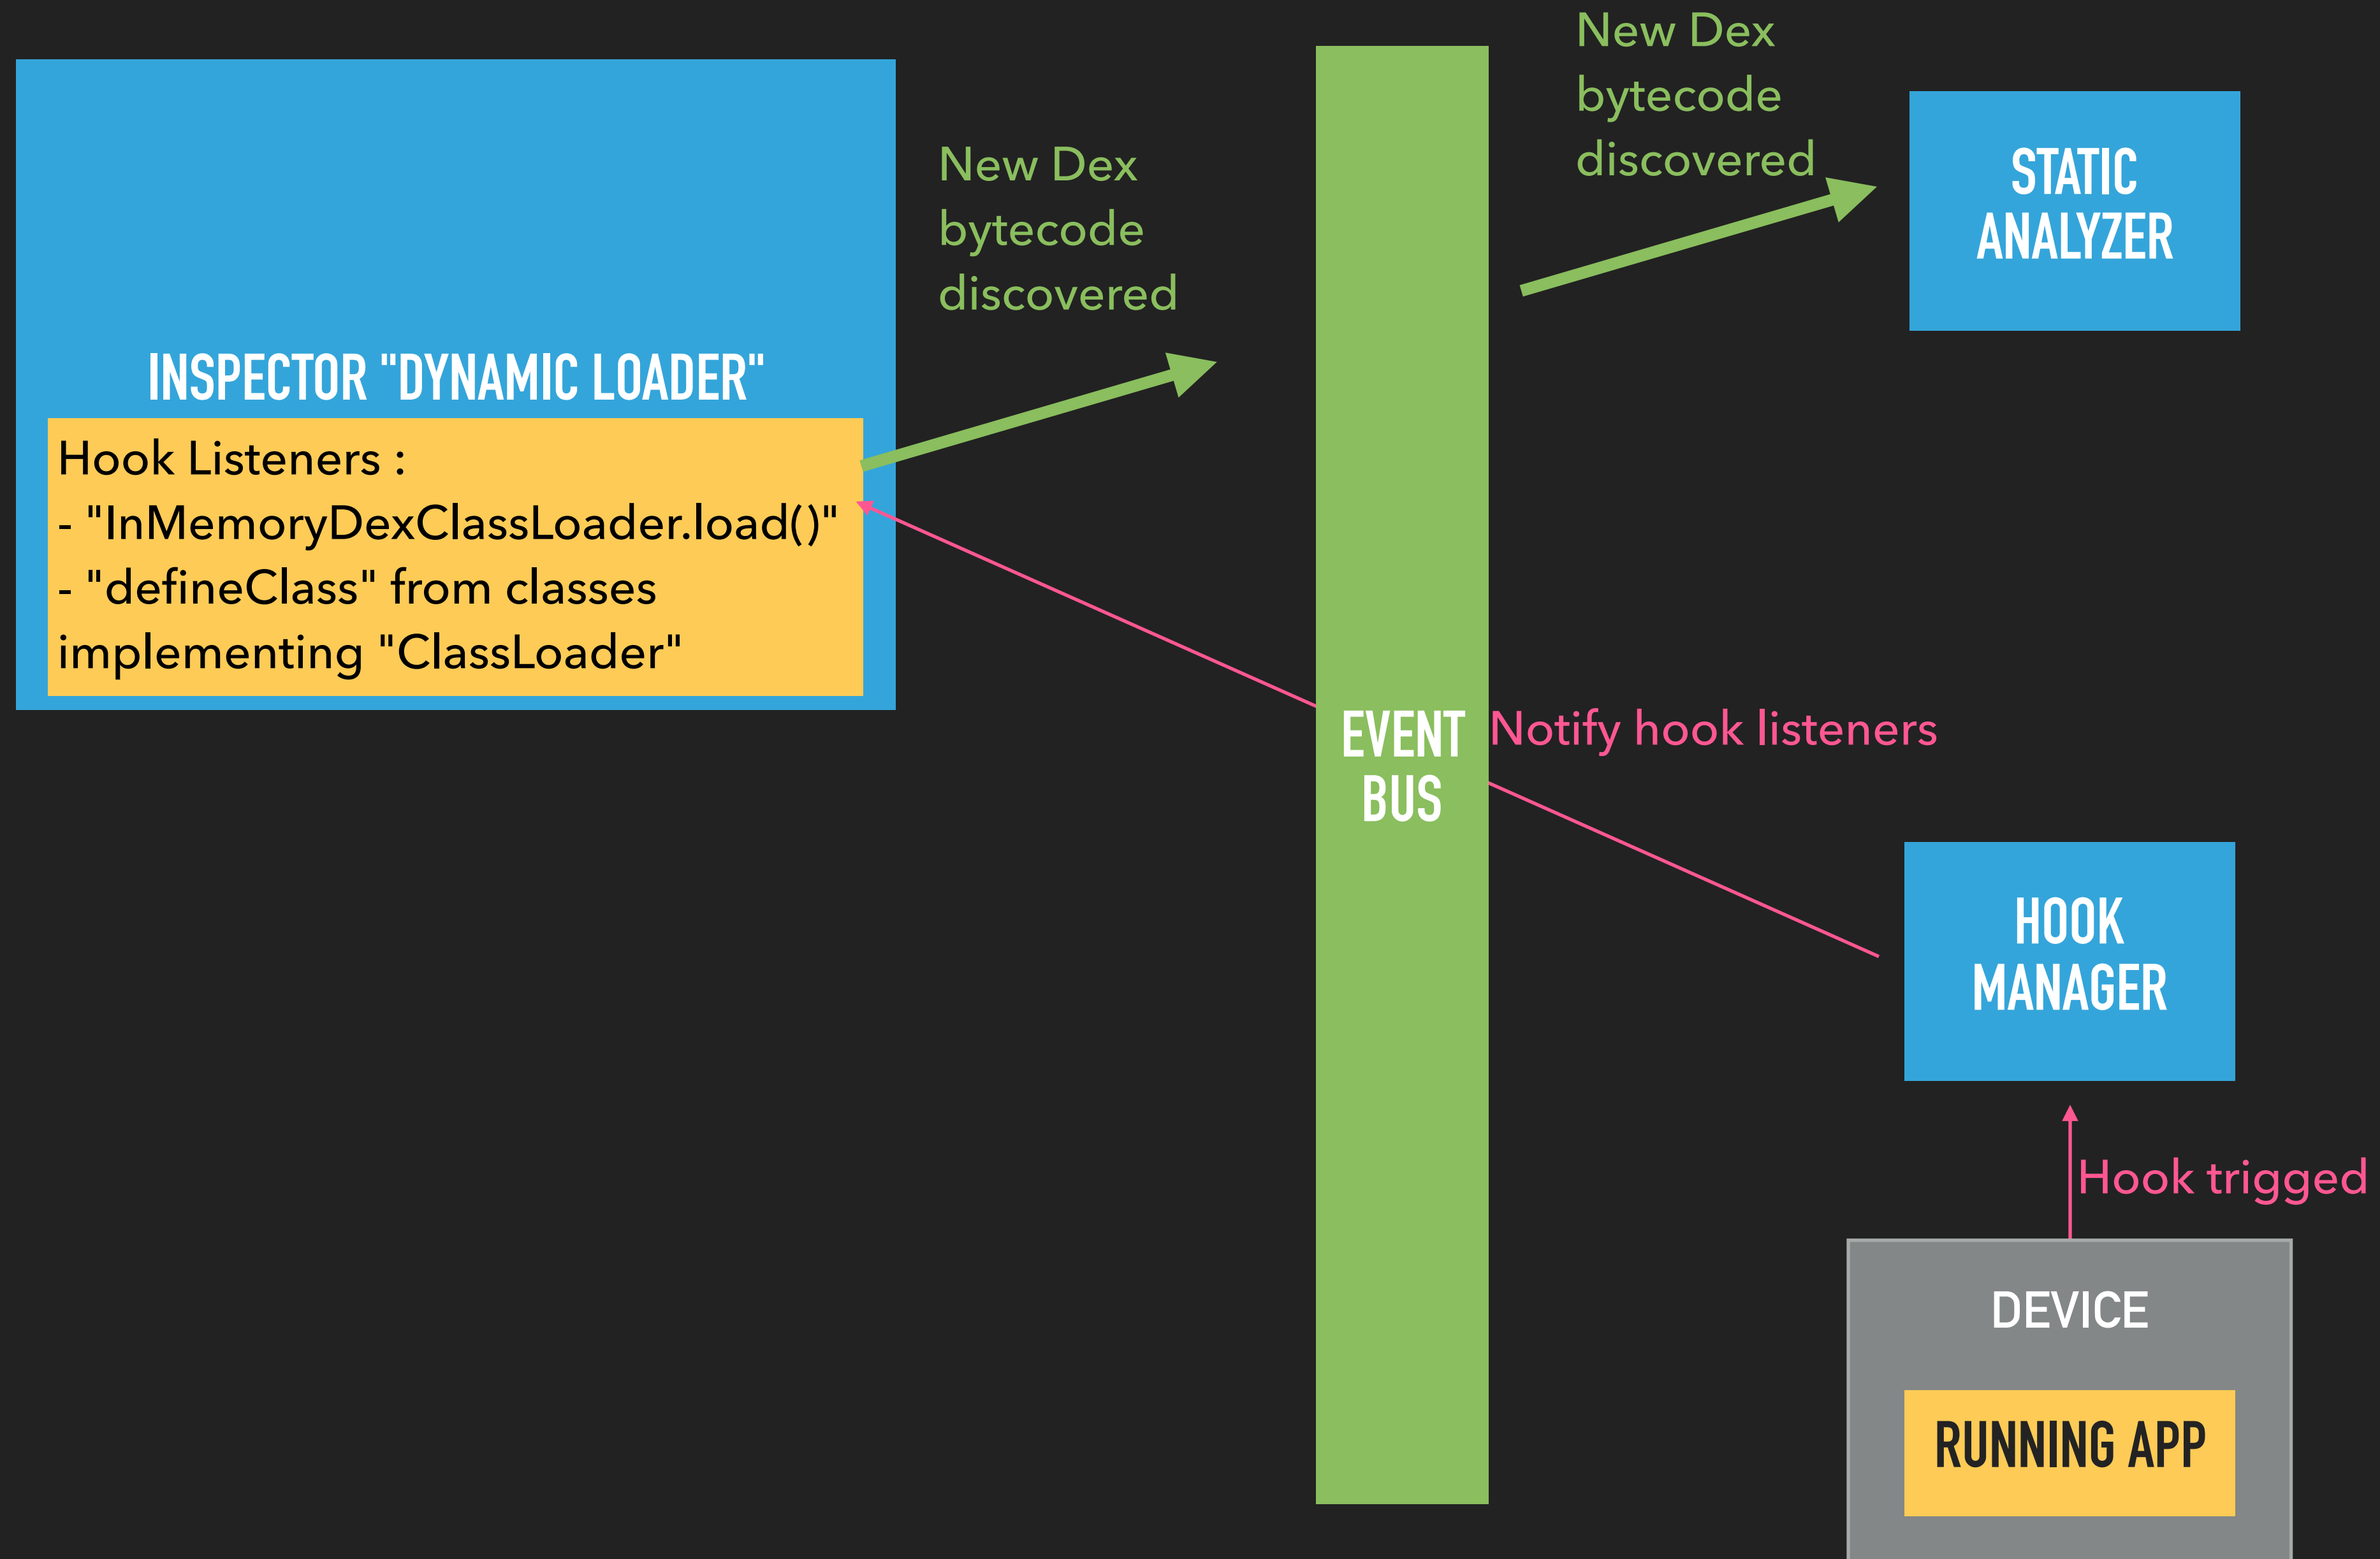 INSPECTOR "DYNAMIC LOADER"
Hook Listeners :
- "InMemoryDexClassLoader.load()"
- "defineClass" from classes
implementing "ClassLoader"
New Dex
bytecode
discovered
EVENT
BUS
New Dex
bytecode
discovered
STATIC
ANALYZER
Notify hook listeners
HOOK
MANAGER
Hook trigged
DEVICE
RUNNING APP